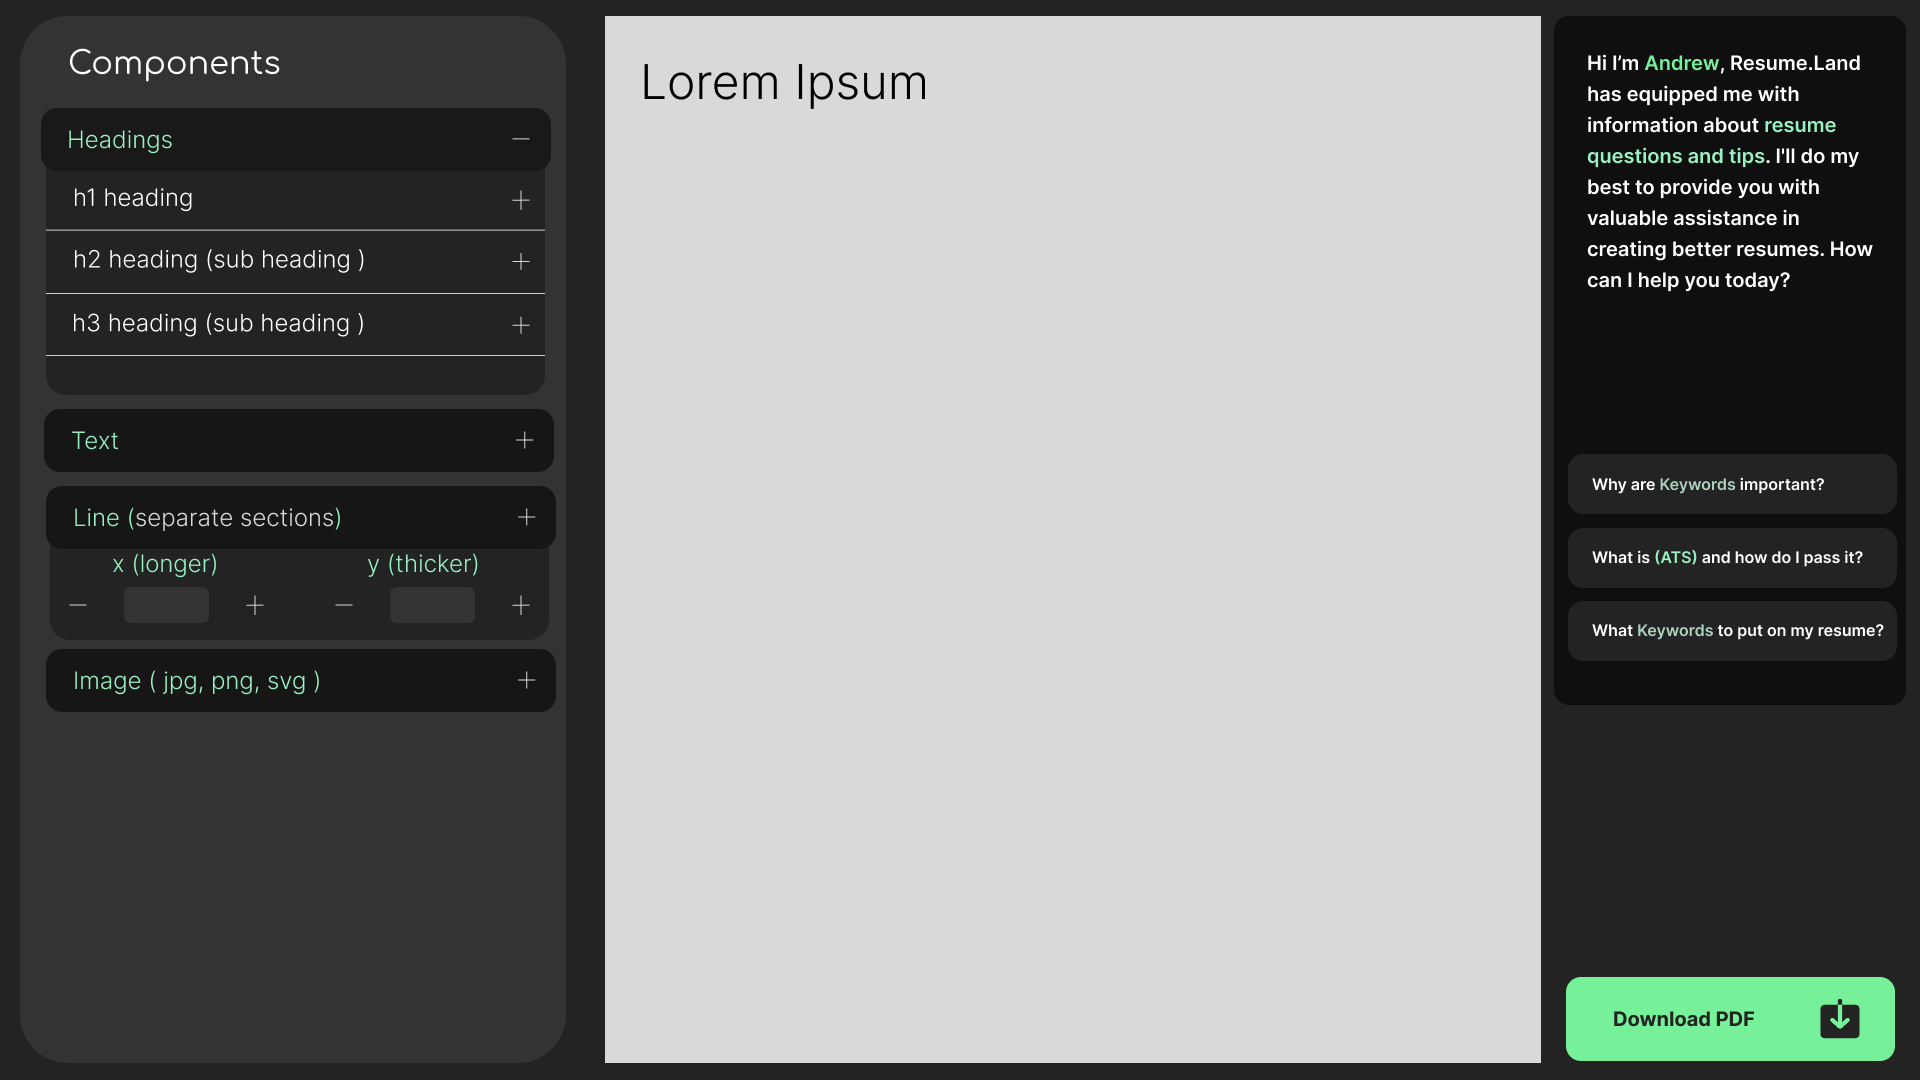 Components
Headings
h1 heading
h2 heading (sub heading )
h3 heading (sub heading )
Text
Line (separate sections)
x (longer)
y (thicker)
Image ( jpg, png, svg )
Lorem Ipsum
Hi I’m Andrew, Resume.Land
has equipped me with
information about resume
questions and tips. I'll do my
best to provide you with
valuable assistance in
creating better resumes. How
can I help you today?
Why are Keywords important?
What is (ATS) and how do I pass it?
What Keywords to put on my resume?
Download PDF